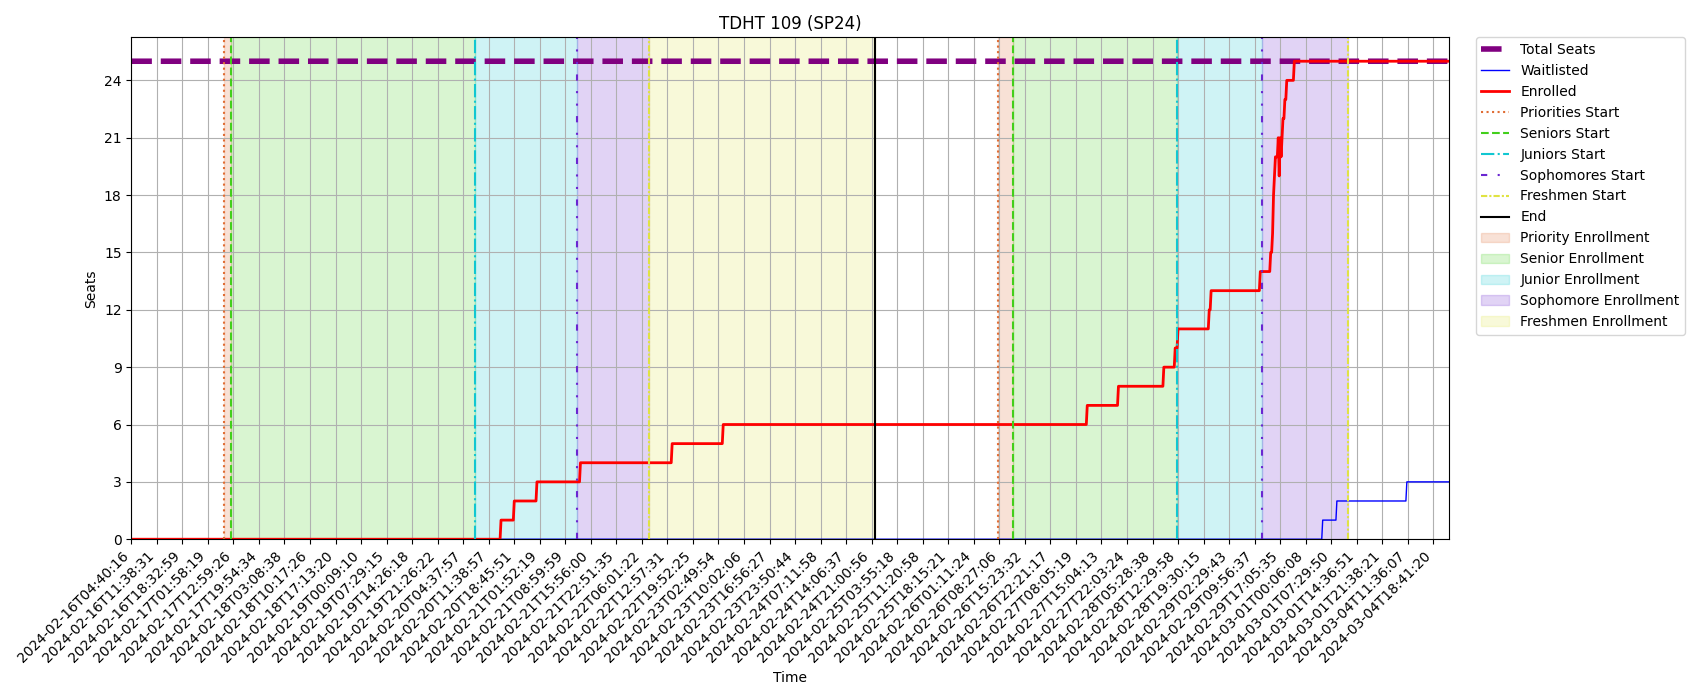 TDHT 109 (SP24)
Total Seats
Waitlisted
Enrolled
Priorities Start
Seniors Start
Juniors Start
Sophomores Start
Freshmen Start
End
Priority Enrollment
Senior Enrollment
Junior Enrollment
Sophomore Enrollment
Freshmen Enrollment
Seats
24
21
18
15
12
9
6
3
0
2024-02-16T04:40:16
2024-02-16T11:38:31
2024-02-16T18:32:59
2024-02-17T01:58:19
2024-02-17T12:59:26
2024-02-17T19:54:34
2024-02-18T03:08:38
2024-02-18T10:17:26
2024-02-18T17:13:20
2024-02-19T00:09:10
2024-02-19T07:29:15
2024-02-19T14:26:18
2024-02-19T21:26:22
2024-02-20T04:37:57
2024-02-20T11:38:57
2024-02-20T18:45:51
2024-02-21T01:52:19
2024-02-21T08:59:59
2024-02-21T15:56:00
2024-02-21T22:51:35
2024-02-22T06:01:22
2024-02-22T12:57:31
2024-02-22T19:52:25
2024-02-23T02:49:54
2024-02-23T10:02:06
2024-02-23T16:56:27
2024-02-23T23:50:44
2024-02-24T07:11:58
2024-02-24T14:06:37
2024-02-24T21:00:56
2024-02-25T03:55:18
2024-02-25T11:20:58
2024-02-25T18:15:21
2024-02-26T01:11:24
2024-02-26T08:27:06
2024-02-26T15:23:32
2024-02-26T22:21:17
2024-02-27T08:05:19
2024-02-27T15:04:13
2024-02-27T22:03:24
2024-02-28T05:28:38
2024-02-28T12:29:58
2024-02-28T19:30:15
2024-02-29T02:29:43
2024-02-29T09:56:37
2024-02-29T17:05:35
2024-03-01T00:06:08
2024-03-01T07:29:50
2024-03-01T14:36:51
2024-03-01T21:38:21
2024-03-04T11:36:07
2024-03-04T18:41:20
Time